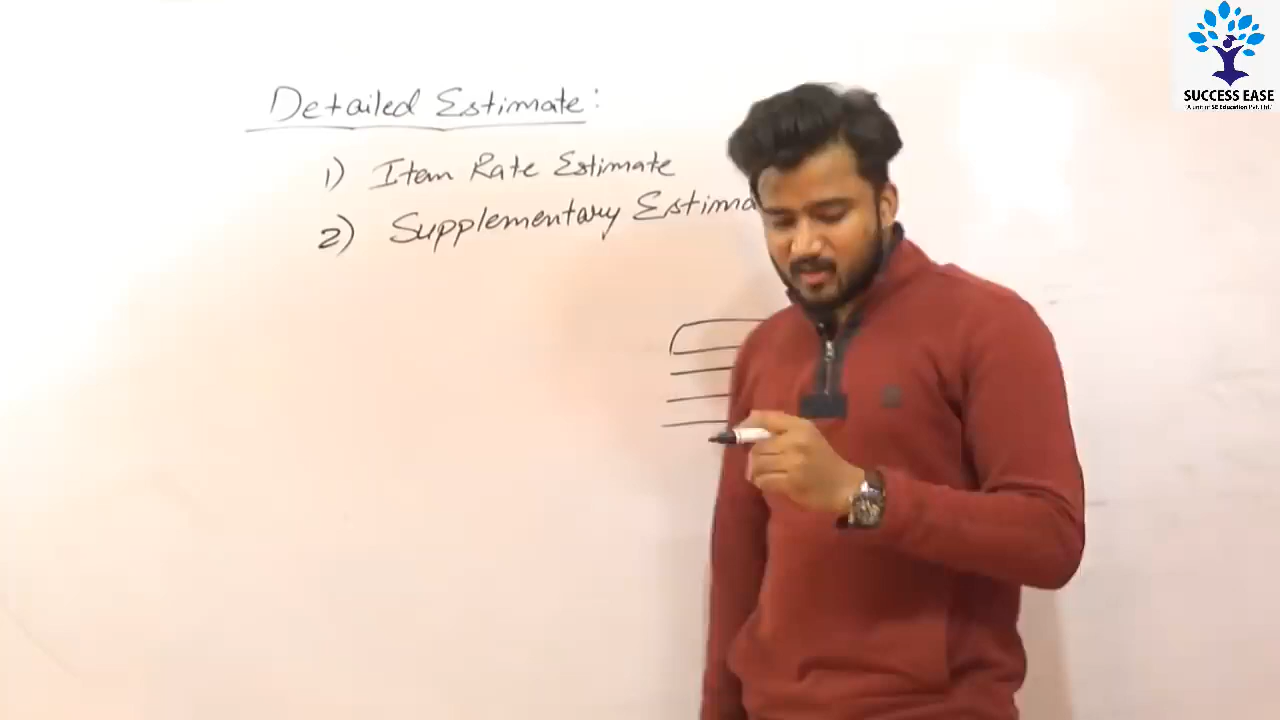 Detailed Estimate:
1) Item Rate Estimate
2) Supplementary Estima
SUCCESS EASE